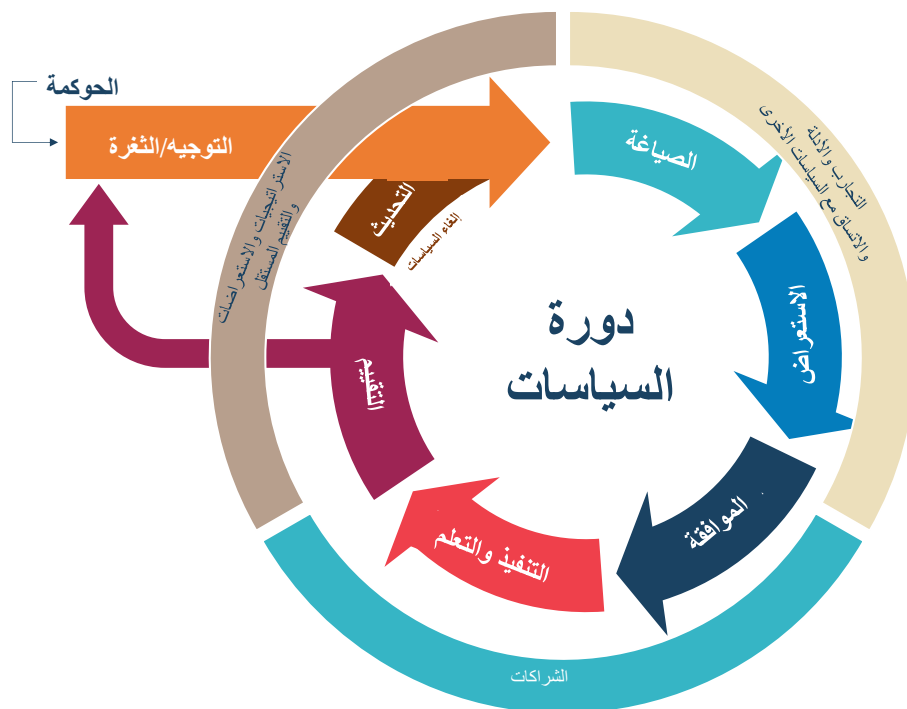 الحوكمة
التوجيه/الثغرة
الصياغة
التجارب والأدلة
والاتساق مع السياسات الأخرى
الاستعراض
الموافقة
التنفيذ والتعلم
التقييم
التحديث
إلغاء السياسات
الاستراتيجيات والاستعراضات
والتقييم المستقل
دورة
السياسات
الشراكات